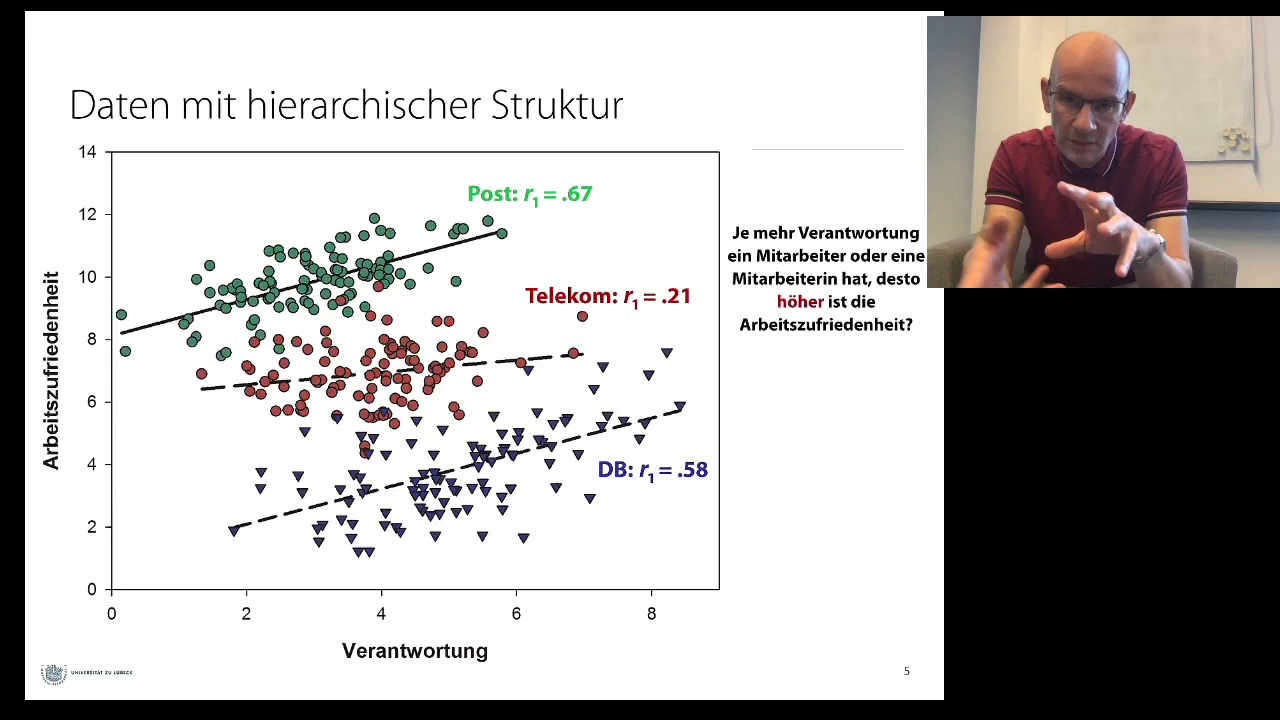 Daten mit hierarchischer Struktur
14
12
10
8
6
4
2
0
Arbeitszufriedenheit
Post: r1 = .67
Telekom: r1 = .21
DB: r1 = .58
0 2 4 6 8
Verantwortung
Je mehr Verantwortung
ein Mitarbeiter oder eine
Mitarbeiterin hat, desto
höher ist die
Arbeitszufriedenheit?
UNIVERSITÄT ZU LÜBECK
5